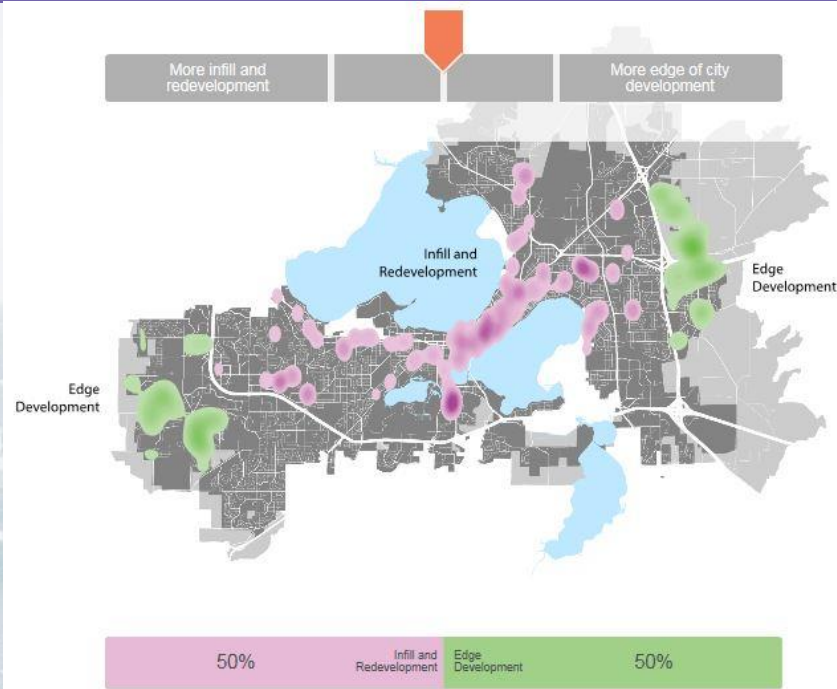 More infill and
redevelopment
More edge of city
development
Infill and
Redevelopment
Edge
Development
Edge
Development
50%
Infill and
Redevelopment
Edge
Development
50%